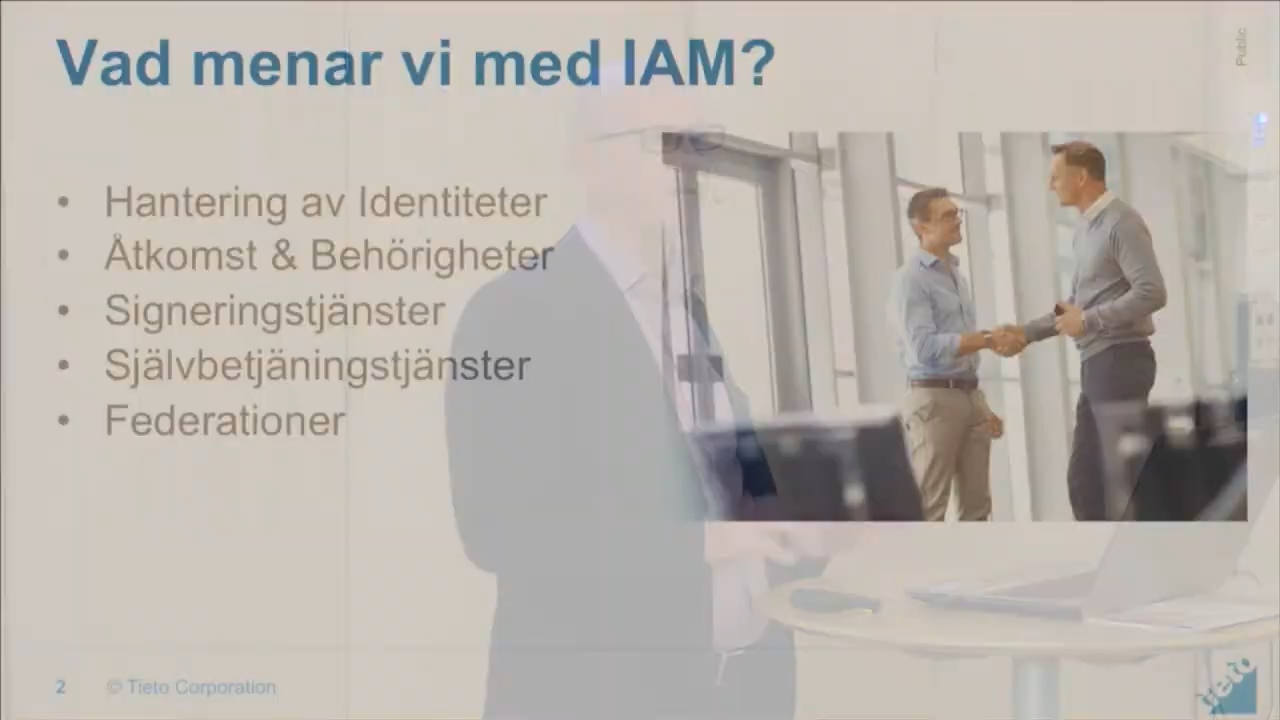 Vad menar vi med IAM?
Public
• Hantering av Identiteter
• Åtkomst & Behörigheter
• Signeringstjänster
• Självbetjäningstjänster
• Federationer
2 © Tieto Corporation
tieto